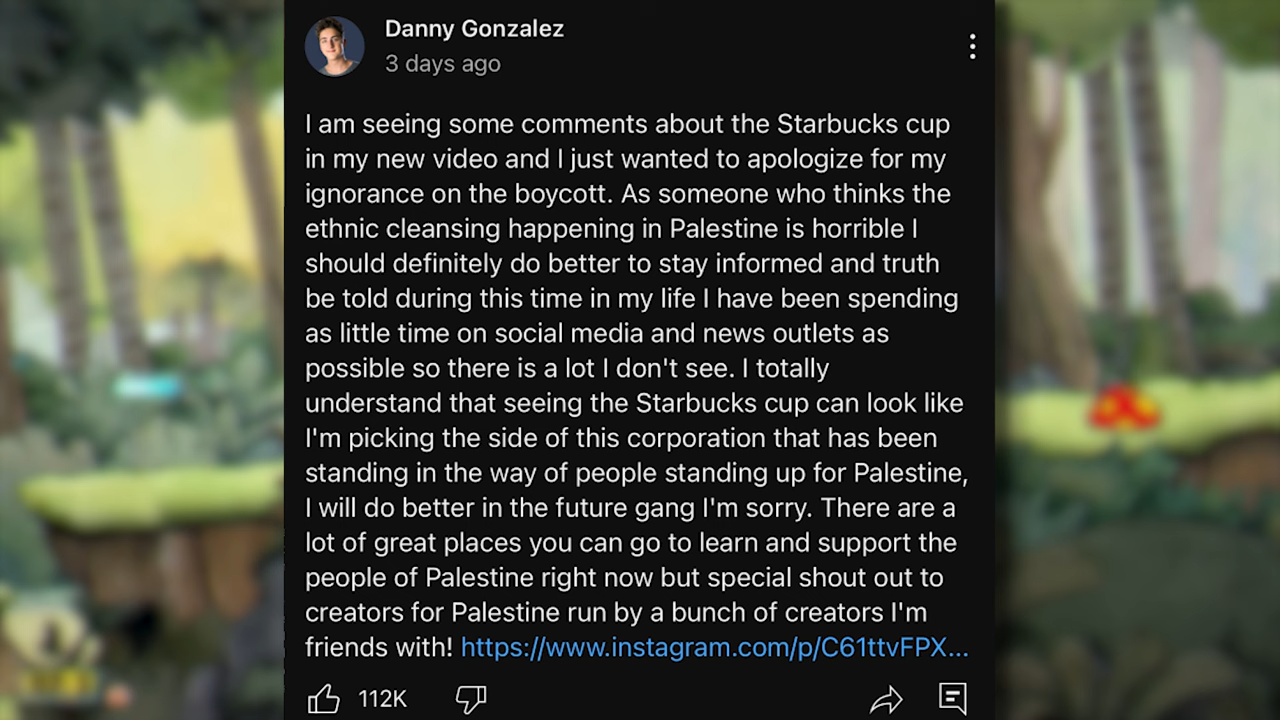 Danny Gonzalez
3 days ago
I am seeing some comments about the Starbucks cup
in my new video and I just wanted to apologize for my
ignorance on the boycott. As someone who thinks the
ethnic cleansing happening in Palestine is horrible I
should definitely do better to stay informed and truth
be told during this time in my life I have been spending
as little time on social media and news outlets as
possible so there is a lot I don't see. I totally
understand that seeing the Starbucks cup can look like
I'm picking the side of this corporation that has been
standing in the way of people standing up for Palestine,
I will do better in the future gang I'm sorry. There are a
lot of great places you can go to learn and support the
people of Palestine right now but special shout out to
creators for Palestine run by a bunch of creators I'm
friends with! https://www.instagram.com/p/C61ttvFPX...
112K